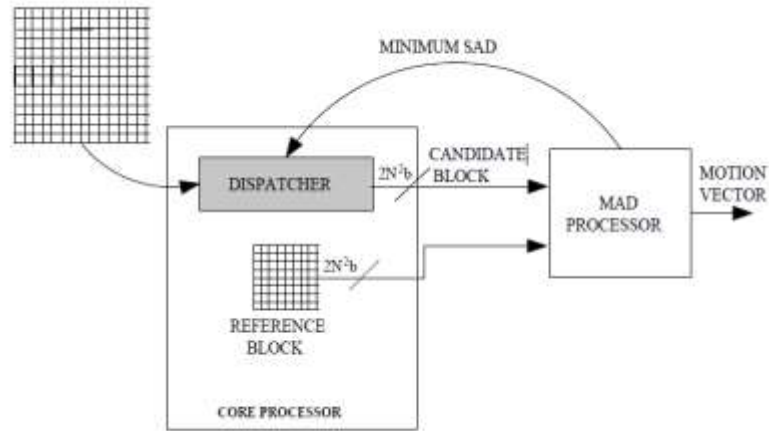 MINIMUM SAD
CANDIDATE
BLOCK
2N²b
DISPATCHER
MOTION
VECTOR
MAD
PROCESSOR
2N²b
REFERENCE
BLOCK
CORE PROCESSOR